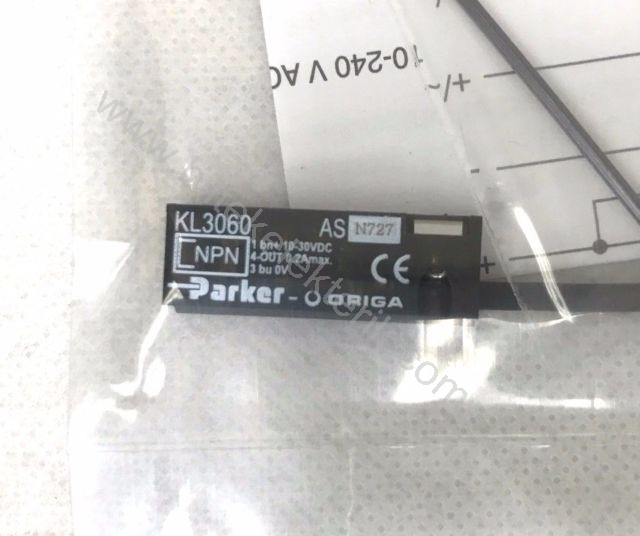 10-240 V AC
~/+
KL3060 AS N727
NPN
1 bn+ 10-30VDC
4-OUT 0.2Amax.
3 bu 0V
CE
Parker - ORIGA
+